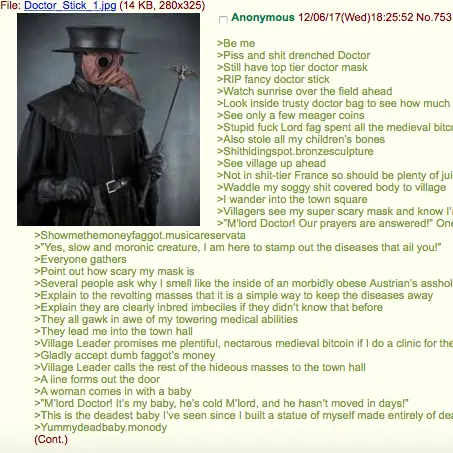 File: Doctor_Stick_1.jpg (14 KB, 280x325)
Anonymous 12/06/17(Wed)18:25:52 No.753
>Be me
>Piss and shit drenched Doctor
>Still have top tier doctor mask
>RIP fancy doctor stick
>Watch sunrise over the field ahead
>Look inside trusty doctor bag to see how much
>See only a few meager coins
>Stupid fuck Lord fag spent all the medieval bitco
>Also stole all my children's bones
>Shithidingspot.bronzesculpture
>See village up ahead
>Not in shit-tier France so should be plenty of jui
>Waddle my soggy shit covered body to village
>I wander into the town square
>Villagers see my super scary mask and know I'
>"M'lord Doctor! Our prayers are answered!" One
>Showmethemoneyfaggot.musicareservata
>"Yes, slow and moronic creature, I am here to stamp out the diseases that ail you!"
>Everyone gathers
>Point out how scary my mask is
>Several people ask why I smell like the inside of an morbidly obese Austrian's asshol
>Explain to the revolting masses that it is a simple way to keep the diseases away
>Explain they are clearly inbred imbeciles if they didn't know that before
>They all gawk in awe of my towering medical abilities
>They lead me into the town hall
>Village Leader promises me plentiful, nectarous medieval bitcoin if I do a clinic for the
>Gladly accept dumb faggot's money
>Village Leader calls the rest of the hideous masses to the town hall
>A line forms out the door
>A woman comes in with a baby
>"M'lord Doctor! It's my baby, he's cold M'lord, and he hasn't moved in days!"
>This is the deadest baby I've seen since I built a statue of myself made entirely of dea
>Yummydeadbaby.monody
(Cont.)